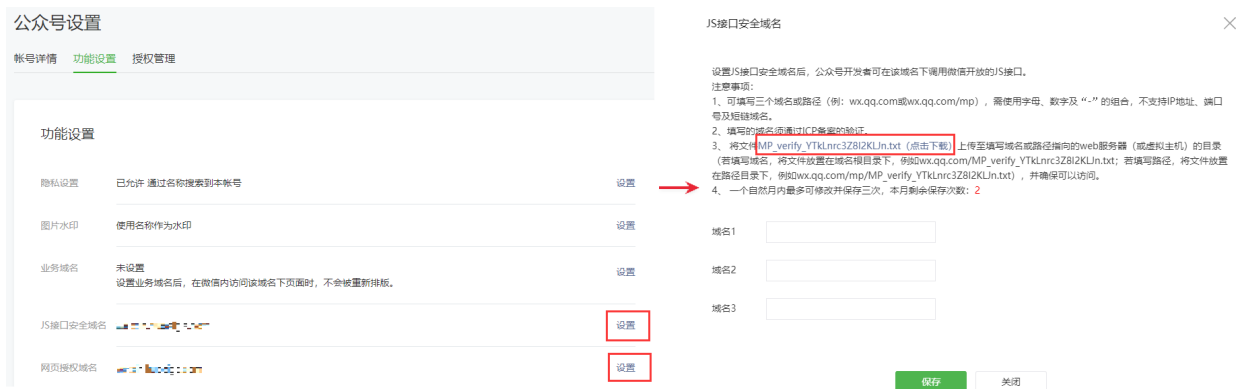 公众号设置
帐号详情 功能设置 授权管理
功能设置
隐私设置 已允许 通过名称搜索到本帐号 设置
图片水印 使用名称作为水印 设置
业务域名 未设置
设置业务域名后，在微信内访问该域名下页面时，不会被重新排版。 设置
JS接口安全域名 设置
网页授权域名 设置
JS接口安全域名
设置JS接口安全域名后，公众号开发者可在该域名下调用微信开放的JS接口。
注意事项：
1、可填写三个域名或路径（例：wx.qq.com或wx.qq.com/mp），需使用字母、数字及“-”的组合，不支持IP地址、端口
号及短链域名。
2、填写的域名须通过ICP备案的验证。
3、 将文件MP_verify_YTkLnrc3Z8I2KLJn.txt（点击下载）上传至填写域名或路径指向的web服务器（或虚拟主机）的目录
（若填写域名，将文件放置在域名根目录下，例如wx.qq.com/MP_verify_YTkLnrc3Z8I2KLJn.txt；若填写路径，将文件放置
在路径目录下，例如wx.qq.com/mp/MP_verify_YTkLnrc3Z8I2KLJn.txt），并确保可以访问。
4、 一个自然月内最多可修改并保存三次，本月剩余保存次数：2
域名1
域名2
域名3
保存 关闭